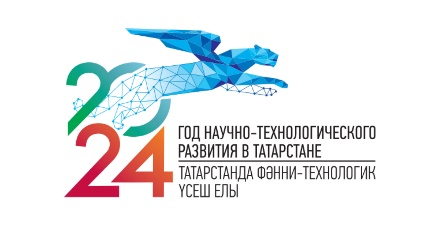 2024
ГОД НАУЧНО-ТЕХНОЛОГИЧЕСКОГО
РАЗВИТИЯ В ТАТАРСТАНЕ
ТАТАРСТАНДА ФӘННИ-ТЕХНОЛОГИК
ҮСЕШ ЕЛЫ